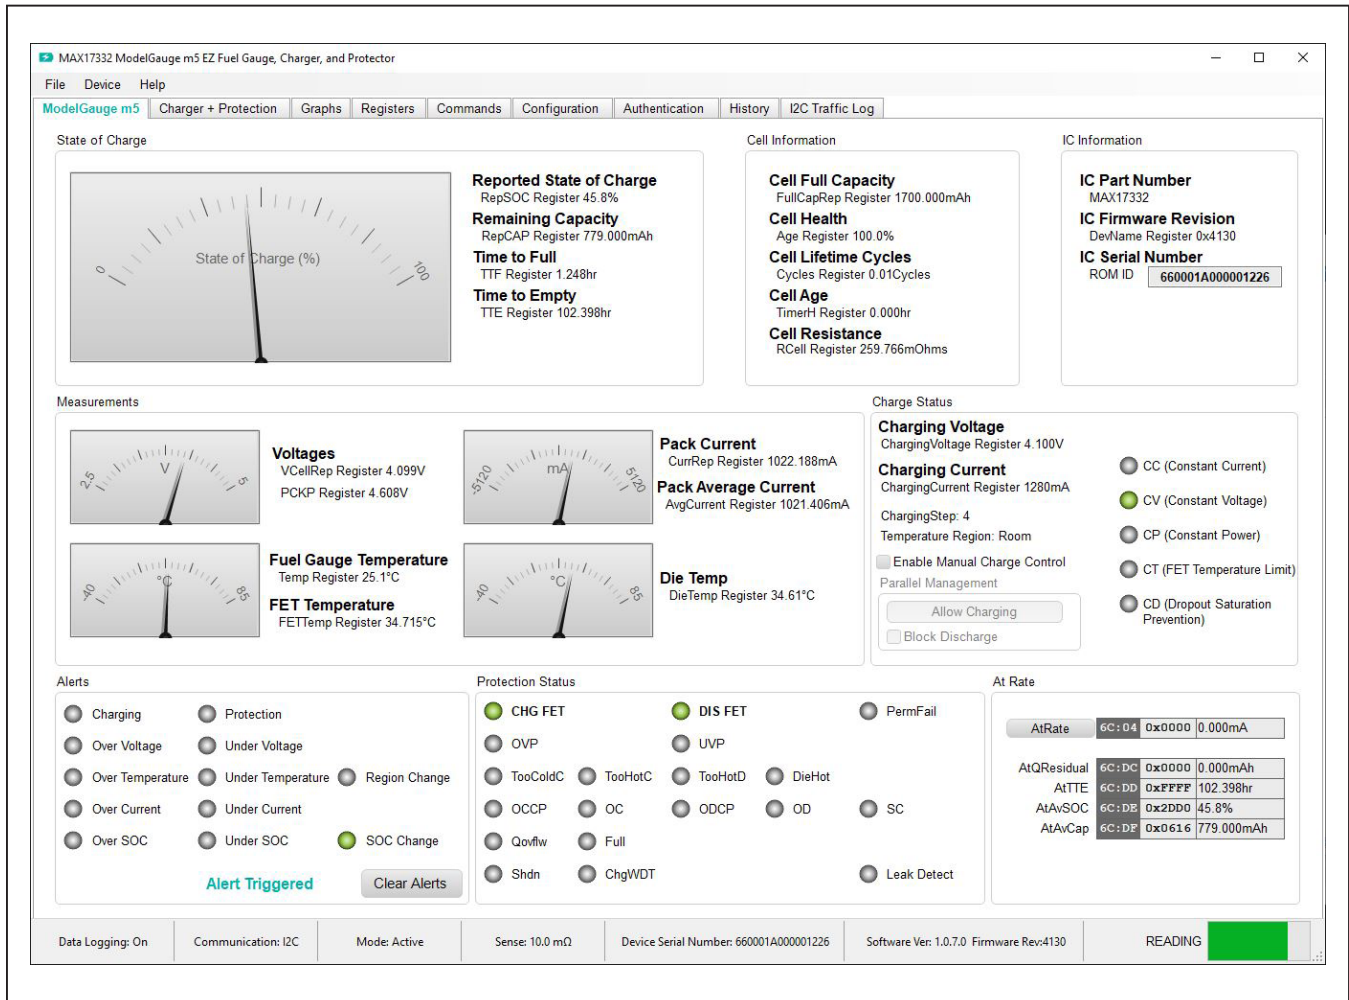 MAX17332 ModelGauge m5 EZ Fuel Gauge, Charger, and Protector
File Device Help
ModelGauge m5 Charger + Protection Graphs Registers Commands Configuration Authentication History I2C Traffic Log
State of Charge
0
100
State of Charge (%)
Reported State of Charge
RepSOC Register 45.8%
Remaining Capacity
RepCAP Register 779.000mAh
Time to Full
TTF Register 1.248hr
Time to Empty
TTE Register 102.398hr
Cell Information
Cell Full Capacity
FullCapRep Register 1700.000mAh
Cell Health
Age Register 100.0%
Cell Lifetime Cycles
Cycles Register 0.01Cycles
Cell Age
TimerH Register 0.000hr
Cell Resistance
RCell Register 259.766mOhms
IC Information
IC Part Number
MAX17332
IC Firmware Revision
DevName Register 0x4130
IC Serial Number
ROM ID 660001A000001226
Measurements
2.5
V
5
Voltages
VCellRep Register 4.099V
PCKP Register 4.608V
-5120
mA
5120
Pack Current
CurrRep Register 1022.188mA
Pack Average Current
AvgCurrent Register 1021.406mA
-40
°C
85
Fuel Gauge Temperature
Temp Register 25.1°C
FET Temperature
FETTemp Register 34.715°C
-40
°C
85
Die Temp
DieTemp Register 34.61°C
Charge Status
Charging Voltage
ChargingVoltage Register 4.100V
Charging Current
ChargingCurrent Register 1280mA
ChargingStep: 4
Temperature Region: Room
Enable Manual Charge Control
Parallel Management
Allow Charging
Block Discharge
CC (Constant Current)
CV (Constant Voltage)
CP (Constant Power)
CT (FET Temperature Limit)
CD (Dropout Saturation
Prevention)
Alerts
Charging Protection
Over Voltage Under Voltage
Over Temperature Under Temperature Region Change
Over Current Under Current
Over SOC Under SOC SOC Change
Alert Triggered Clear Alerts
Protection Status
CHG FET DIS FET PermFail
OVP UVP
TooColdC TooHotC TooHotD DieHot
OCCP OC ODCP OD SC
Qovflw Full
Shdn ChgWDT Leak Detect
At Rate
AtRate 6C:04 0x0000 0.000mA
AtQResidual 6C:DC 0x0000 0.000mAh
AtTTE 6C:DD 0xFFFF 102.398hr
AtAvSOC 6C:DE 0x2DD0 45.8%
AtAvCap 6C:DF 0x0616 779.000mAh
Data Logging: On Communication: I2C Mode: Active Sense: 10.0 mΩ Device Serial Number: 660001A000001226 Software Ver: 1.0.7.0 Firmware Rev:4130 READING